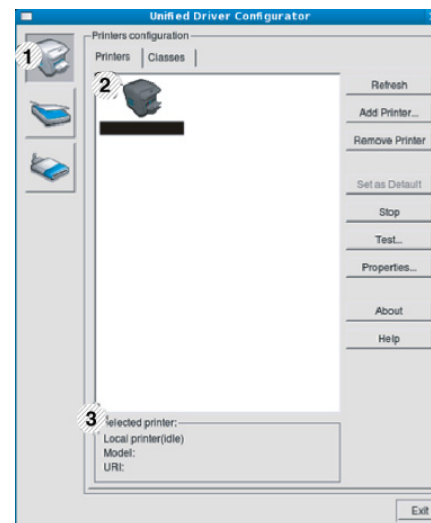 Unified Driver Configurator
Printers configuration
1
Printers
Classes
2
Refresh
Add Printer...
Remove Printer
Set as Default
Stop
Test...
Properties...
About
Help
3
Selected printer:
Local printer(idle)
Model:
URI:
Exit